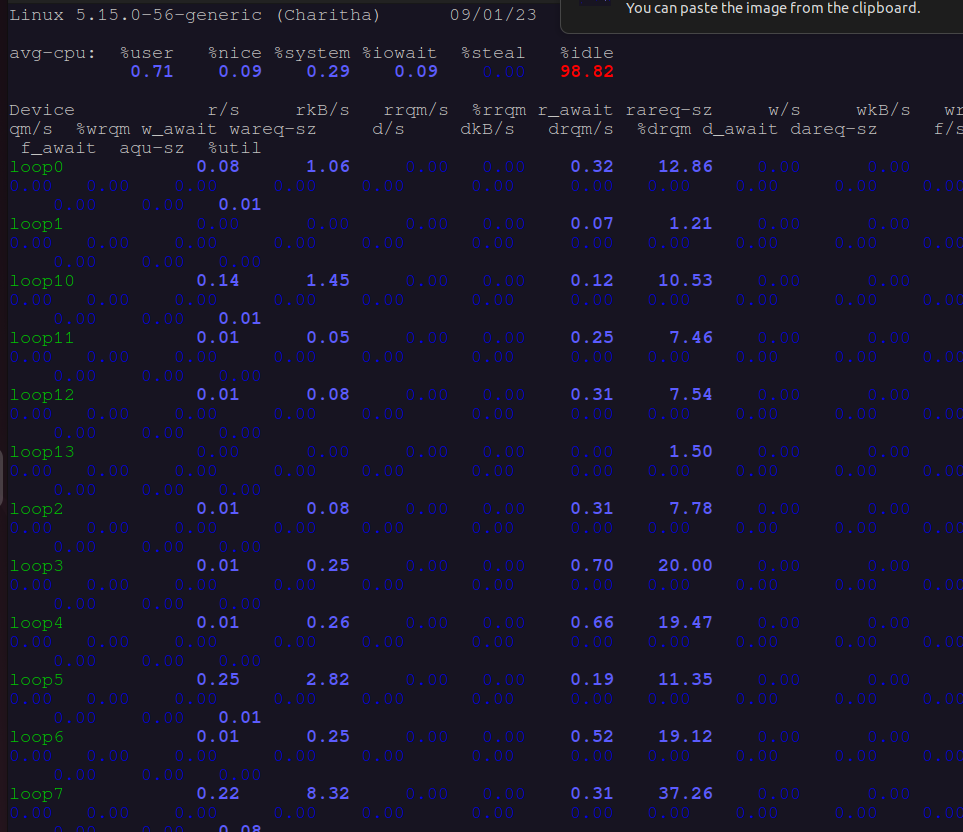 You can paste the image from the clipboard.
Linux 5.15.0-56-generic (Charitha) 09/01/23
avg-cpu: %user %nice %system %iowait %steal %idle
0.71 0.09 0.29 0.09 0.00 98.82
Device r/s rkB/s rrqm/s %rrqm r_await rareq-sz w/s wkB/s wr
qm/s %wrqm w_await wareq-sz d/s dkB/s drqm/s %drqm d_await dareq-sz f/s
f_await aqu-sz %util
loop0 0.08 1.06 0.00 0.00 0.32 12.86 0.00 0.00
0.00 0.00 0.00 0.00 0.00 0.00 0.00 0.00 0.00 0.00 0.00
0.00 0.00 0.01
loop1 0.00 0.00 0.00 0.00 0.07 1.21 0.00 0.00
0.00 0.00 0.00 0.00 0.00 0.00 0.00 0.00 0.00 0.00 0.00
0.00 0.00 0.00
loop10 0.14 1.45 0.00 0.00 0.12 10.53 0.00 0.00
0.00 0.00 0.00 0.00 0.00 0.00 0.00 0.00 0.00 0.00 0.00
0.00 0.00 0.01
loop11 0.01 0.05 0.00 0.00 0.25 7.46 0.00 0.00
0.00 0.00 0.00 0.00 0.00 0.00 0.00 0.00 0.00 0.00 0.00
0.00 0.00 0.00
loop12 0.01 0.08 0.00 0.00 0.31 7.54 0.00 0.00
0.00 0.00 0.00 0.00 0.00 0.00 0.00 0.00 0.00 0.00 0.00
0.00 0.00 0.00
loop13 0.00 0.00 0.00 0.00 0.00 1.50 0.00 0.00
0.00 0.00 0.00 0.00 0.00 0.00 0.00 0.00 0.00 0.00 0.00
0.00 0.00 0.00
loop2 0.01 0.08 0.00 0.00 0.31 7.78 0.00 0.00
0.00 0.00 0.00 0.00 0.00 0.00 0.00 0.00 0.00 0.00 0.00
0.00 0.00 0.00
loop3 0.01 0.25 0.00 0.00 0.70 20.00 0.00 0.00
0.00 0.00 0.00 0.00 0.00 0.00 0.00 0.00 0.00 0.00 0.00
0.00 0.00 0.00
loop4 0.01 0.26 0.00 0.00 0.66 19.47 0.00 0.00
0.00 0.00 0.00 0.00 0.00 0.00 0.00 0.00 0.00 0.00 0.00
0.00 0.00 0.00
loop5 0.25 2.82 0.00 0.00 0.19 11.35 0.00 0.00
0.00 0.00 0.00 0.00 0.00 0.00 0.00 0.00 0.00 0.00 0.00
0.00 0.00 0.01
loop6 0.01 0.25 0.00 0.00 0.52 19.12 0.00 0.00
0.00 0.00 0.00 0.00 0.00 0.00 0.00 0.00 0.00 0.00 0.00
0.00 0.00 0.00
loop7 0.22 8.32 0.00 0.00 0.31 37.26 0.00 0.00
0.00 0.00 0.00 0.00 0.00 0.00 0.00 0.00 0.00 0.00 0.00
0.00 0.00 0.08